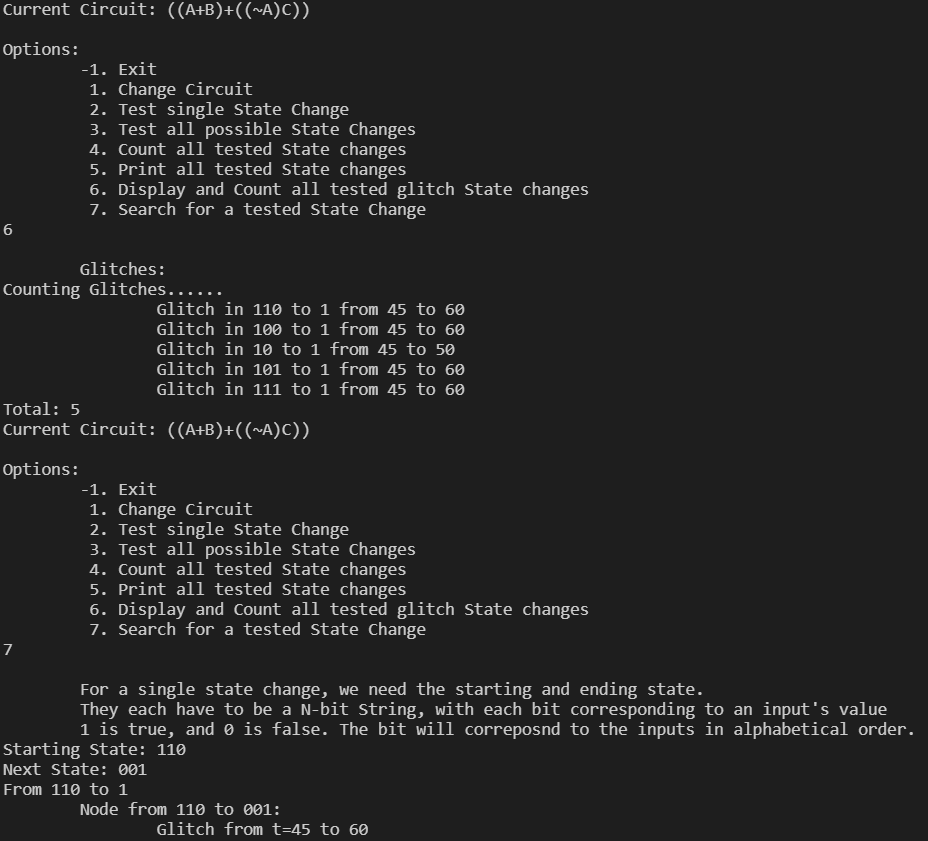 Current Circuit: ((A+B)+((~A)C))
Options:
-1. Exit
1. Change Circuit
2. Test single State Change
3. Test all possible State Changes
4. Count all tested State changes
5. Print all tested State changes
6. Display and Count all tested glitch State changes
7. Search for a tested State Change
6
Glitches:
Counting Glitches......
Glitch in 110 to 1 from 45 to 60
Glitch in 100 to 1 from 45 to 60
Glitch in 10 to 1 from 45 to 50
Glitch in 101 to 1 from 45 to 60
Glitch in 111 to 1 from 45 to 60
Total: 5
Current Circuit: ((A+B)+((~A)C))
Options:
-1. Exit
1. Change Circuit
2. Test single State Change
3. Test all possible State Changes
4. Count all tested State changes
5. Print all tested State changes
6. Display and Count all tested glitch State changes
7. Search for a tested State Change
7
For a single state change, we need the starting and ending state.
They each have to be a N-bit String, with each bit corresponding to an input's value
1 is true, and 0 is false. The bit will correposnd to the inputs in alphabetical order.
Starting State: 110
Next State: 001
From 110 to 1
Node from 110 to 001:
Glitch from t=45 to 60